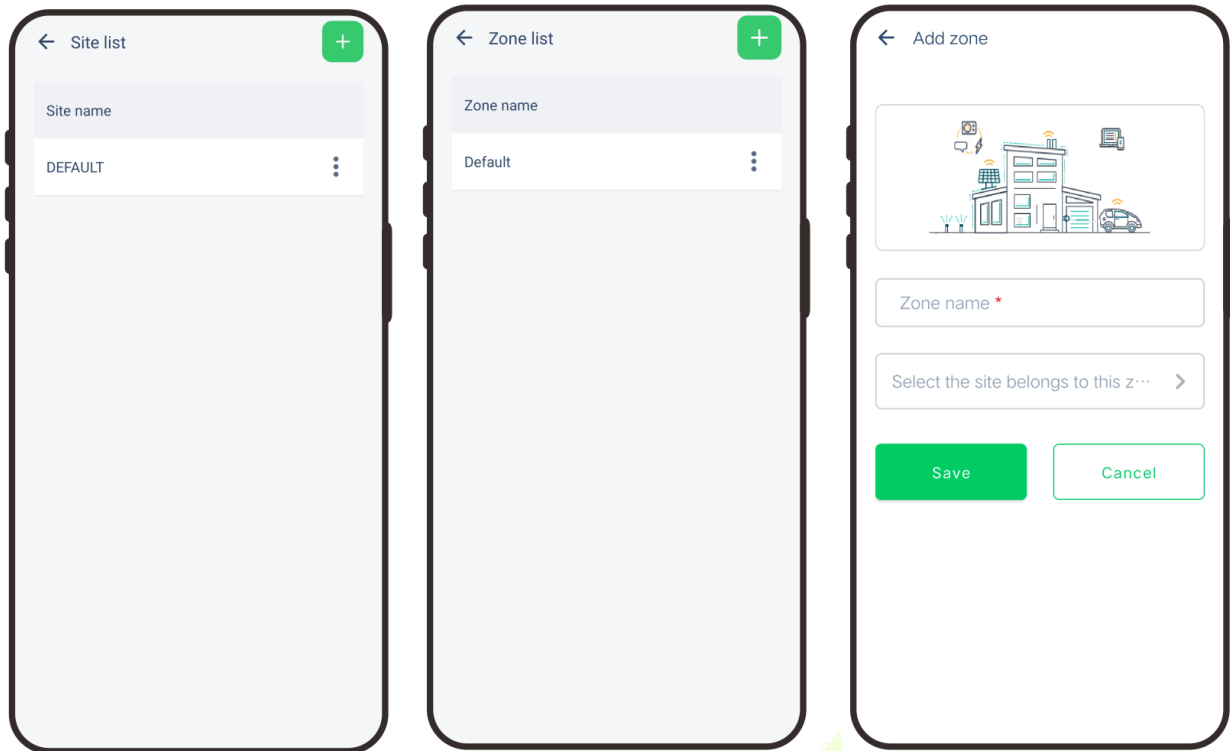 Site list
Site name
DEFAULT
Zone list
Zone name
Default
Add zone
Zone name *
Select the site belongs to this z···
Save
Cancel